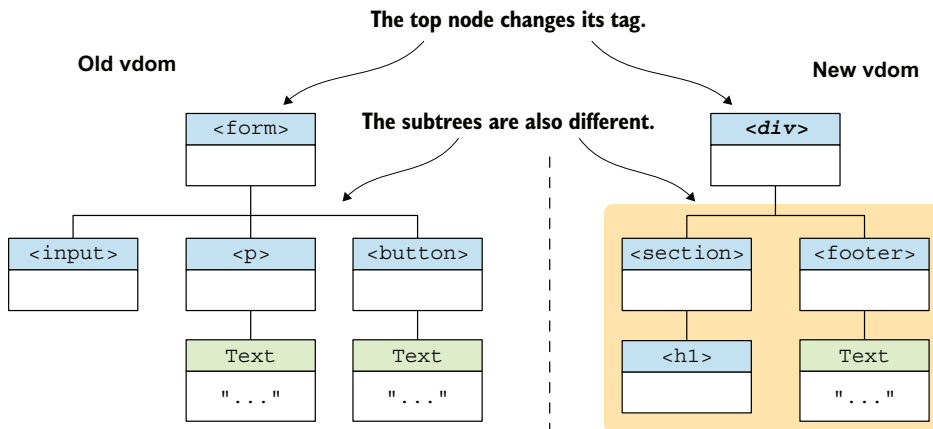 The top node changes its tag.
Old vdom
New vdom
<form>
The subtrees are also different.
<div>
<input>
<p>
<button>
<section>
<footer>
Text
Text
<h1>
Text
"..."
"..."
"..."